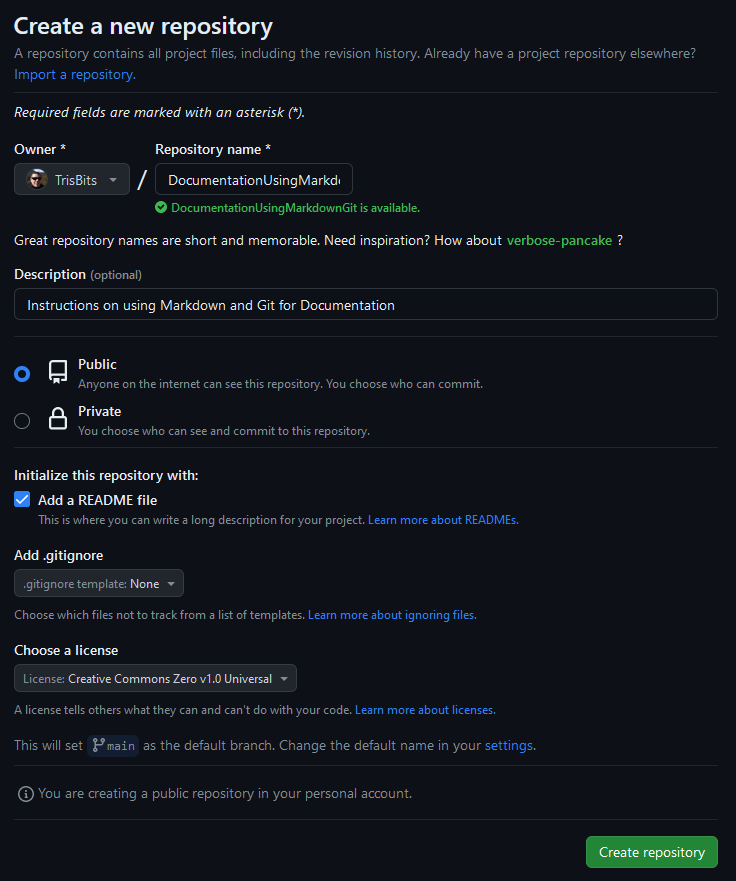 Create a new repository
A repository contains all project files, including the revision history. Already have a project repository elsewhere?
Import a repository.
Required fields are marked with an asterisk (*).
Owner *
Repository name *
TrisBits
/
DocumentationUsingMarkdo
DocumentationUsingMarkdownGit is available.
Great repository names are short and memorable. Need inspiration? How about verbose-pancake ?
Description (optional)
Instructions on using Markdown and Git for Documentation
Public
Anyone on the internet can see this repository. You choose who can commit.
Private
You choose who can see and commit to this repository.
Initialize this repository with:
Add a README file
This is where you can write a long description for your project. Learn more about READMEs.
Add .gitignore
.gitignore template: None
Choose which files not to track from a list of templates. Learn more about ignoring files.
Choose a license
License: Creative Commons Zero v1.0 Universal
A license tells others what they can and can't do with your code. Learn more about licenses.
This will set main as the default branch. Change the default name in your settings.
You are creating a public repository in your personal account.
Create repository